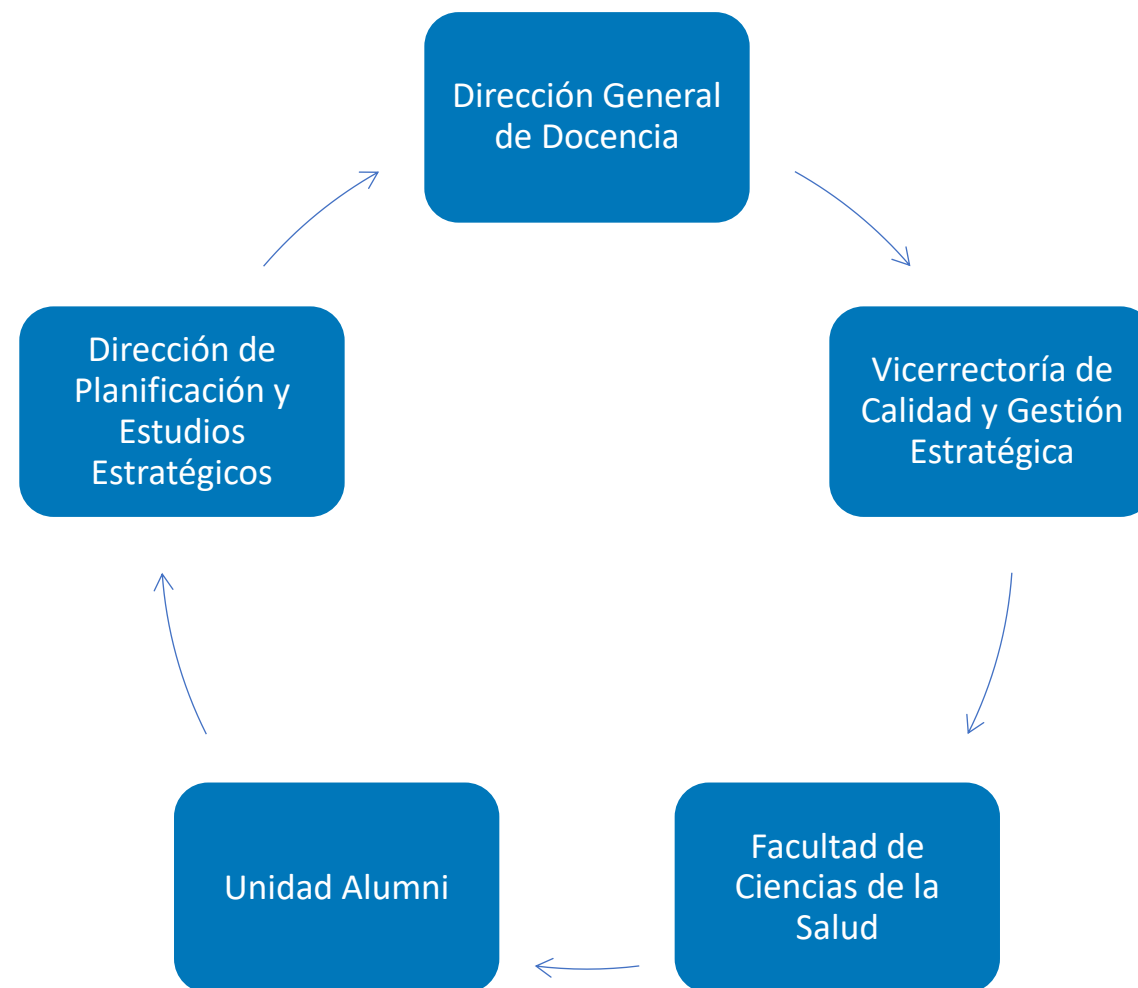 Dirección General
de Docencia
Vicerrectoría de
Calidad y Gestión
Estratégica
Facultad de
Ciencias de la
Salud
Unidad Alumni
Dirección de
Planificación y
Estudios
Estratégicos